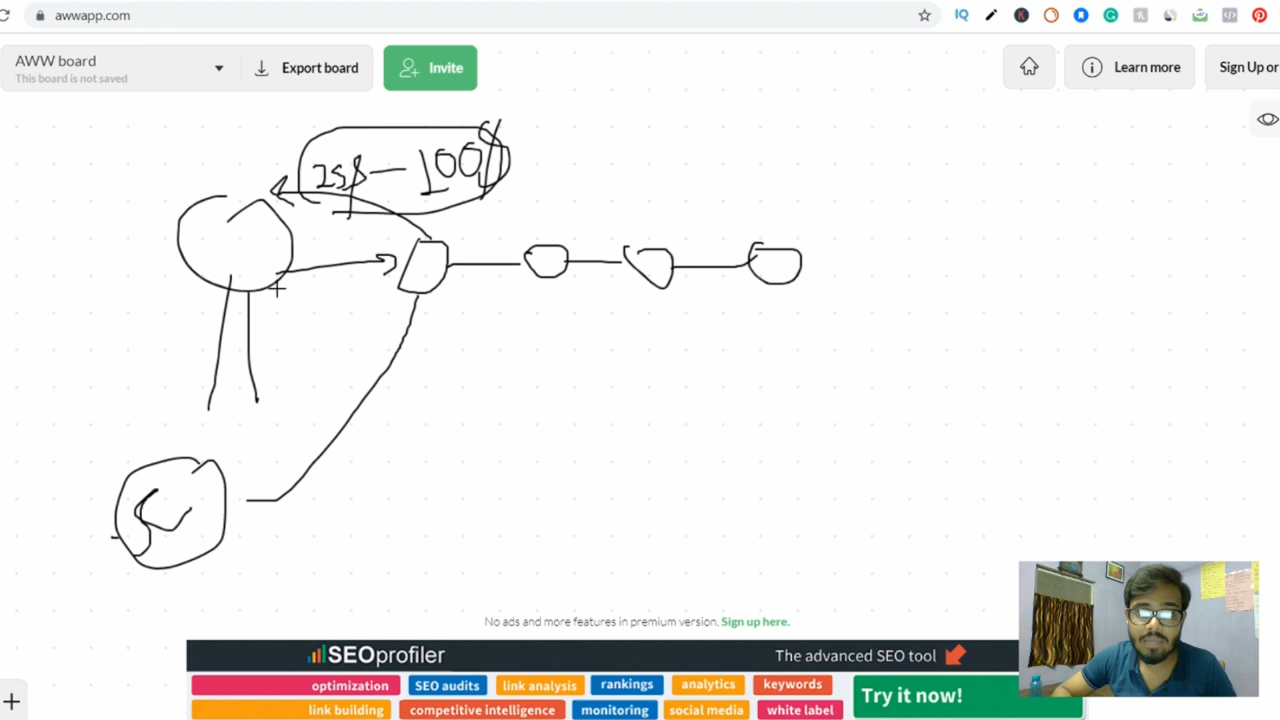 awwapp.com
IQ
K
AWW board
This board is not saved
Export board
Invite
Learn more
Sign Up or
25$ — 100$
No ads and more features in premium version. Sign up here.
SEOprofiler
The advanced SEO tool
optimization
SEO audits
link analysis
rankings
analytics
keywords
Try it now!
link building
competitive intelligence
monitoring
social media
white label